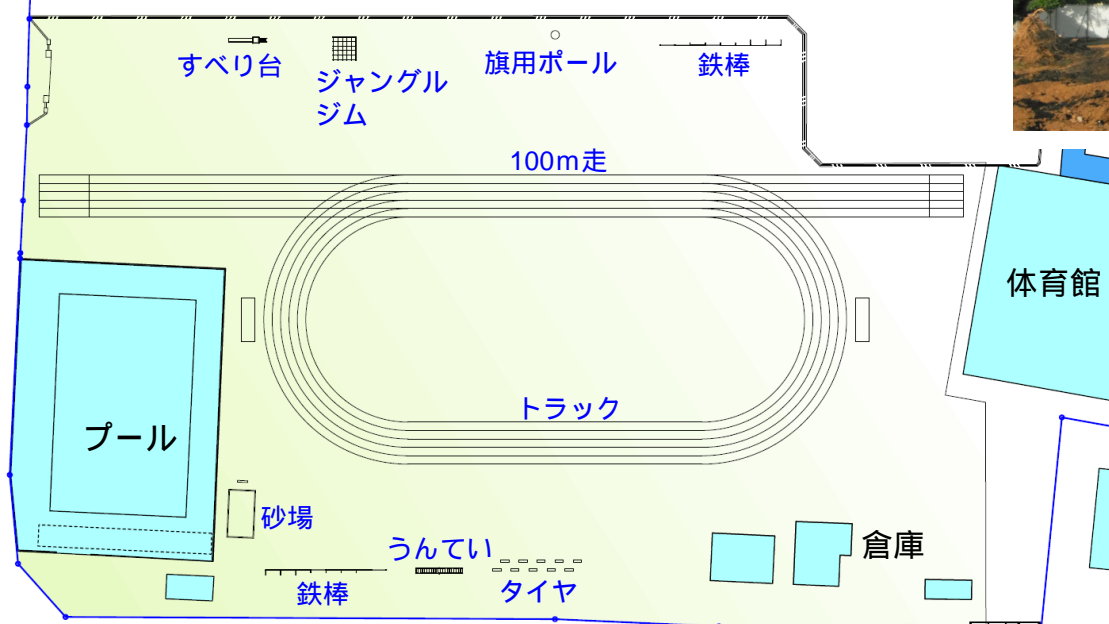 すべり台
ジャングル
ジム
旗用ポール
鉄棒
100m走
体育館
トラック
プール
砂場
うんてい
倉庫
鉄棒
タイヤ